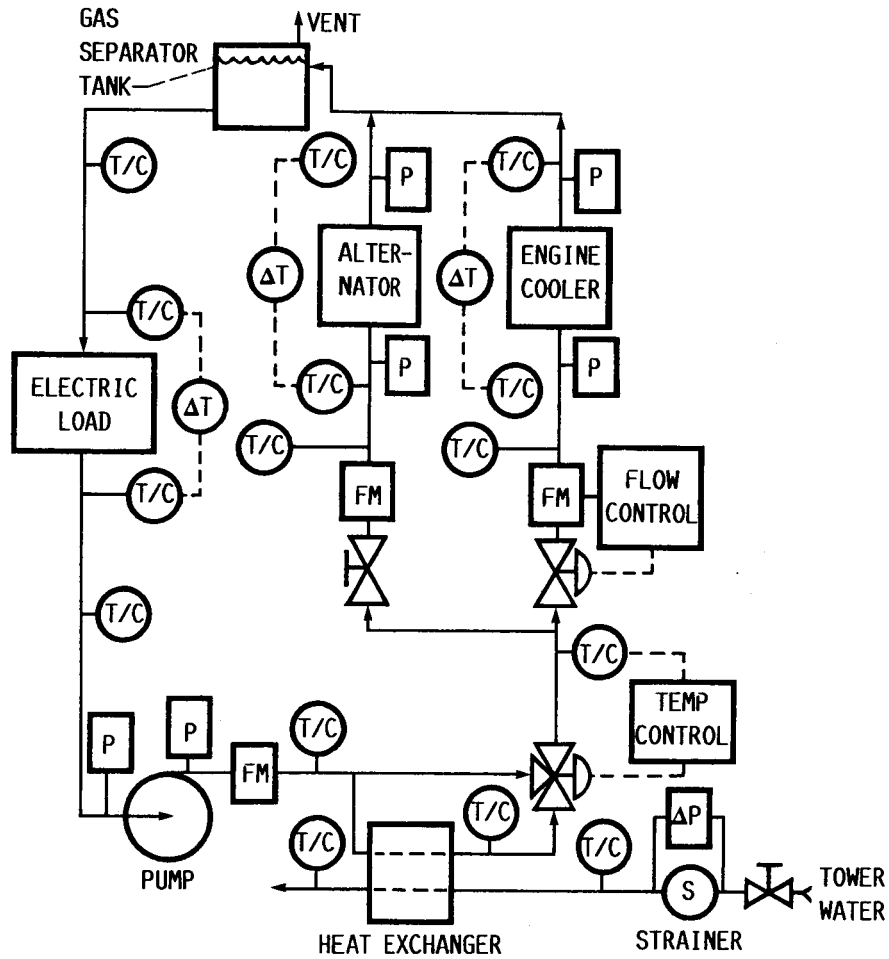 GAS
SEPARATOR
TANK
VENT
T/C
T/C
P
T/C
P
ΔT
ALTER-
NATOR
ΔT
ENGINE
COOLER
T/C
ELECTRIC
LOAD
ΔT
P
T/C
P
T/C
T/C
T/C
T/C
FM
FM
FLOW
CONTROL
T/C
T/C
TEMP
CONTROL
P
P
FM
T/C
T/C
T/C
T/C
ΔP
S
PUMP
HEAT EXCHANGER
STRAINER
TOWER
WATER